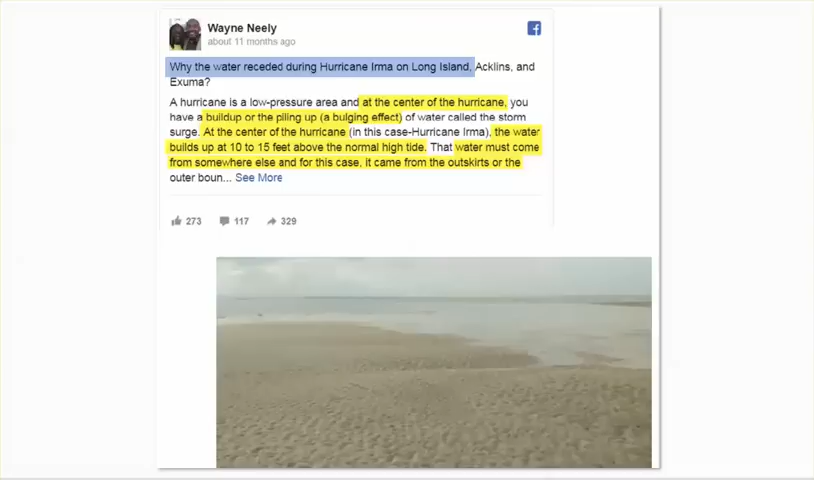 Wayne Neely
about 11 months ago
Why the water receded during Hurricane Irma on Long Island, Acklins, and
Exuma?
A hurricane is a low-pressure area and at the center of the hurricane, you
have a buildup or the piling up (a bulging effect) of water called the storm
surge. At the center of the hurricane (in this case-Hurricane Irma), the water
builds up at 10 to 15 feet above the normal high tide. That water must come
from somewhere else and for this case, it came from the outskirts or the
outer boun... See More
273 117 329